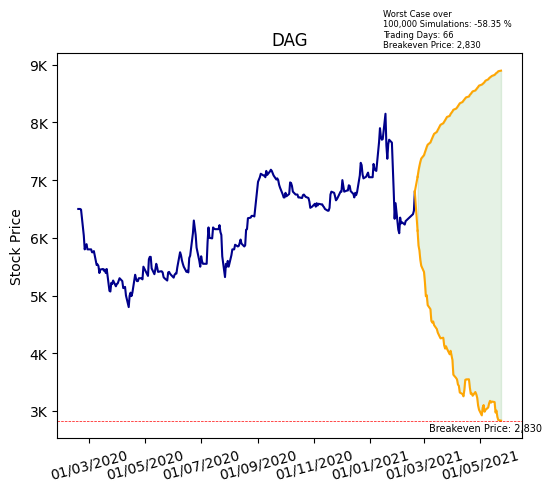 Worst Case over
100,000 Simulations: -58.35 %
Trading Days: 66
Breakeven Price: 2,830
DAG
Stock Price
9K
8K
7K
6K
5K
4K
3K
Breakeven Price: 2,830
01/03/2020
01/05/2020
01/07/2020
01/09/2020
01/11/2020
01/01/2021
01/03/2021
01/05/2021